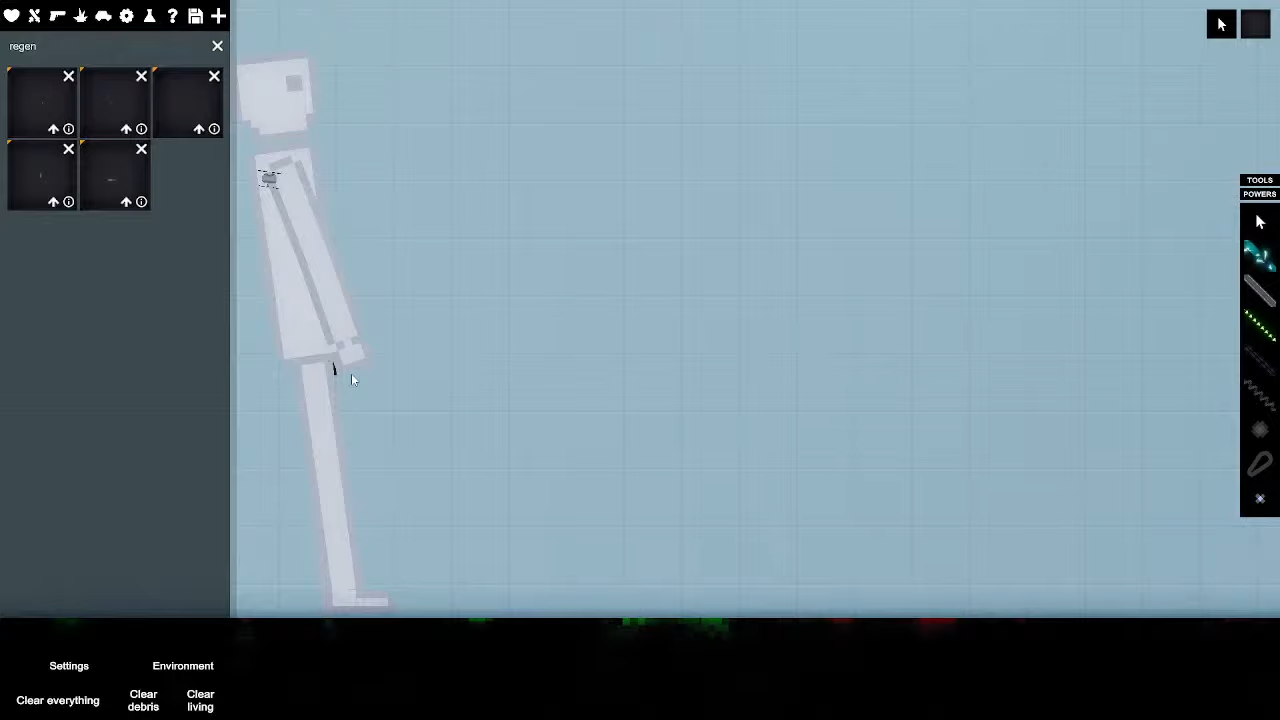 regen
TOOLS
POWERS
Settings
Environment
Clear everything
Clear
debris
Clear
living